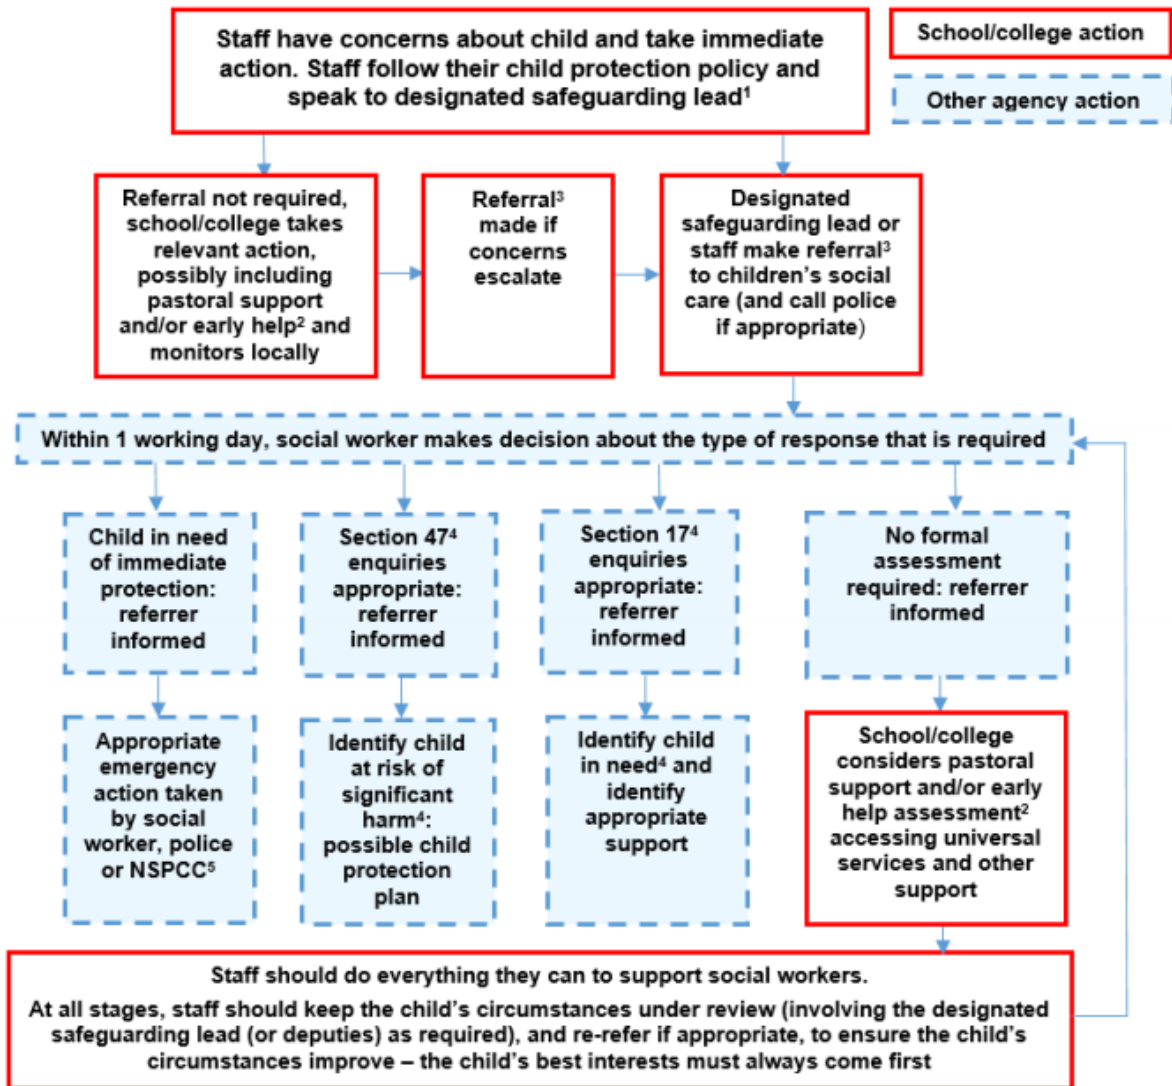 Staff have concerns about child and take immediate
action. Staff follow their child protection policy and
speak to designated safeguarding lead¹
School/college action
Other agency action
Referral not required,
school/college takes
relevant action,
possibly including
pastoral support
and/or early help² and
monitors locally
Referral³
made if
concerns
escalate
Designated
safeguarding lead or
staff make referral³
to children's social
care (and call police
if appropriate)
Within 1 working day, social worker makes decision about the type of response that is required
Child in need
of immediate
protection:
referrer
informed
Section 47⁴
enquiries
appropriate:
referrer
informed
Section 17⁴
enquiries
appropriate:
referrer
informed
No formal
assessment
required: referrer
informed
Appropriate
emergency
action taken
by social
worker, police
or NSPCC⁵
Identify child
at risk of
significant
harm⁴:
possible child
protection
plan
Identify child
in need⁴ and
identify
appropriate
support
School/college
considers pastoral
support and/or early
help assessment²
accessing universal
services and other
support
Staff should do everything they can to support social workers.
At all stages, staff should keep the child's circumstances under review (involving the designated
safeguarding lead (or deputies) as required), and re-refer if appropriate, to ensure the child's
circumstances improve – the child's best interests must always come first